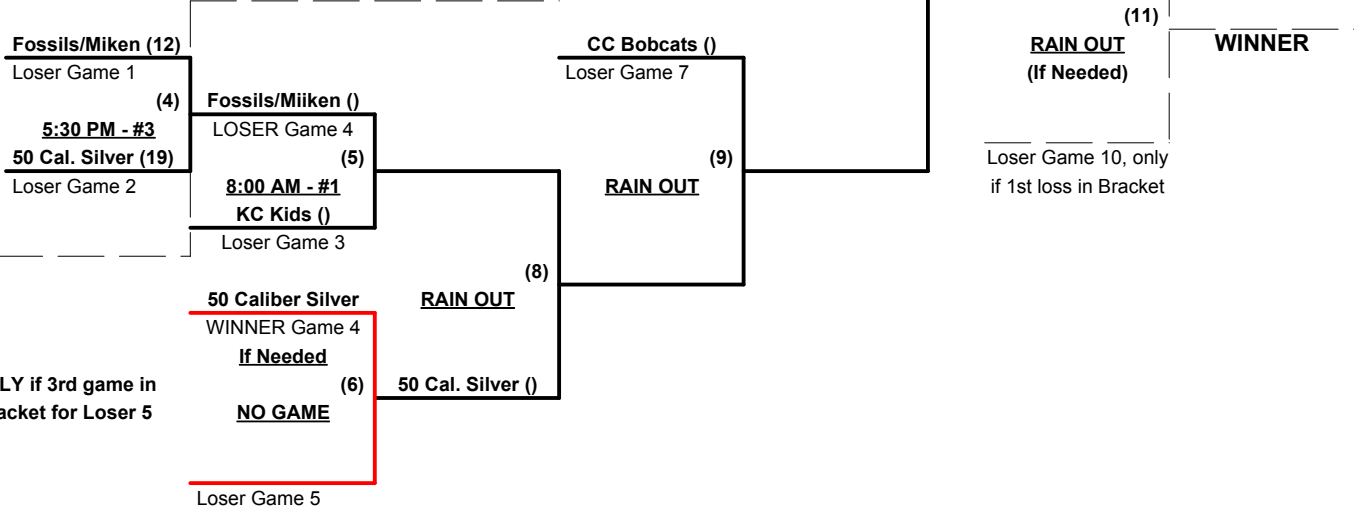 Fossils/Miken (12)
Loser Game 1
(4)
5:30 PM - #3
50 Cal. Silver (19)
Loser Game 2
Fossils/Miiken ()
LOSER Game 4
(5)
8:00 AM - #1
KC Kids ()
Loser Game 3
50 Caliber Silver
WINNER Game 4
If Needed
(6)
NO GAME
Loser Game 5
LY if 3rd game in
acket for Loser 5
(8)
RAIN OUT
50 Cal. Silver ()
CC Bobcats ()
Loser Game 7
(9)
RAIN OUT
(11)
RAIN OUT
(If Needed)
Loser Game 10, only
if 1st loss in Bracket
WINNER